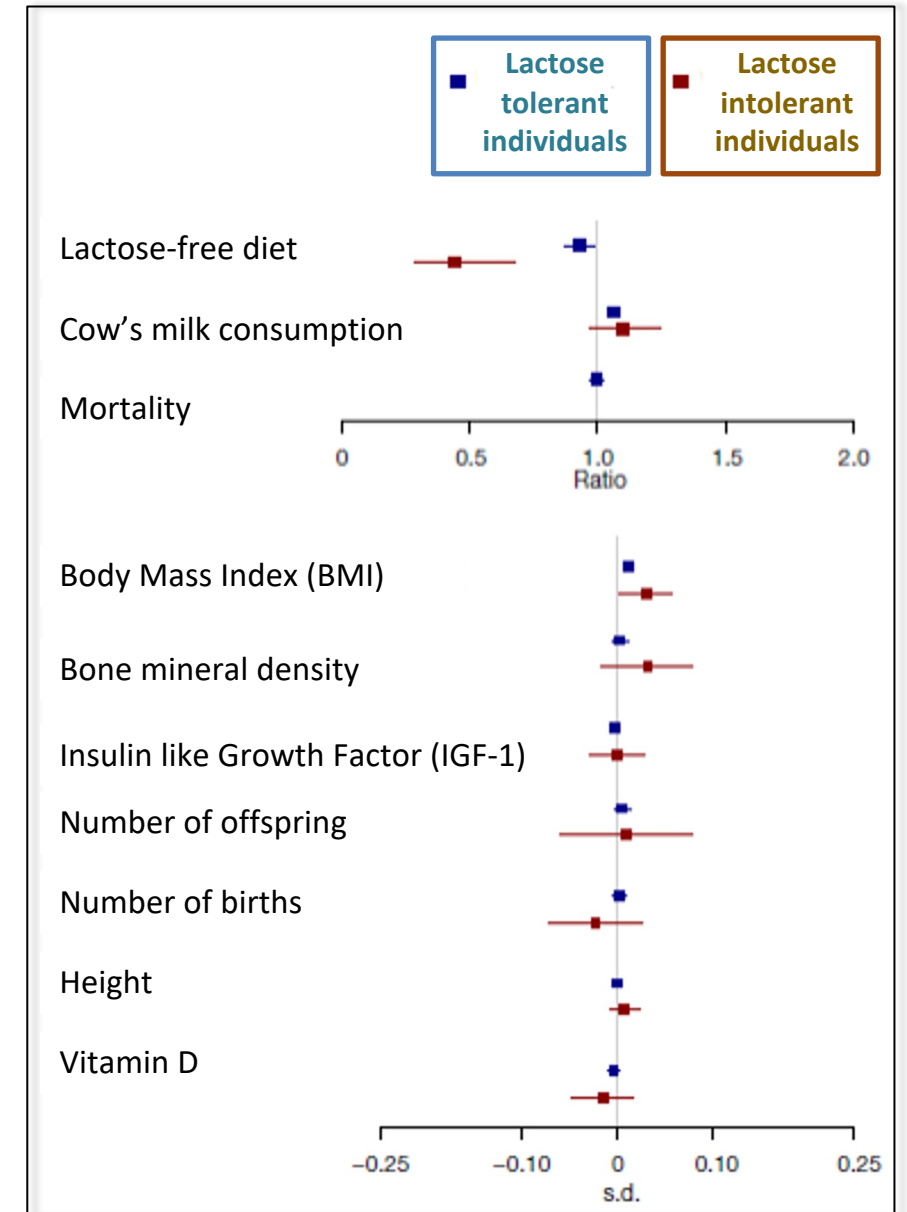 Lactose
tolerant
individuals
Lactose
intolerant
individuals
Lactose-free diet
Cow’s milk consumption
Mortality
0 0.5 1.0 1.5 2.0
Ratio
Body Mass Index (BMI)
Bone mineral density
Insulin like Growth Factor (IGF-1)
Number of offspring
Number of births
Height
Vitamin D
−0.25 −0.10 0 0.10 0.25
s.d.